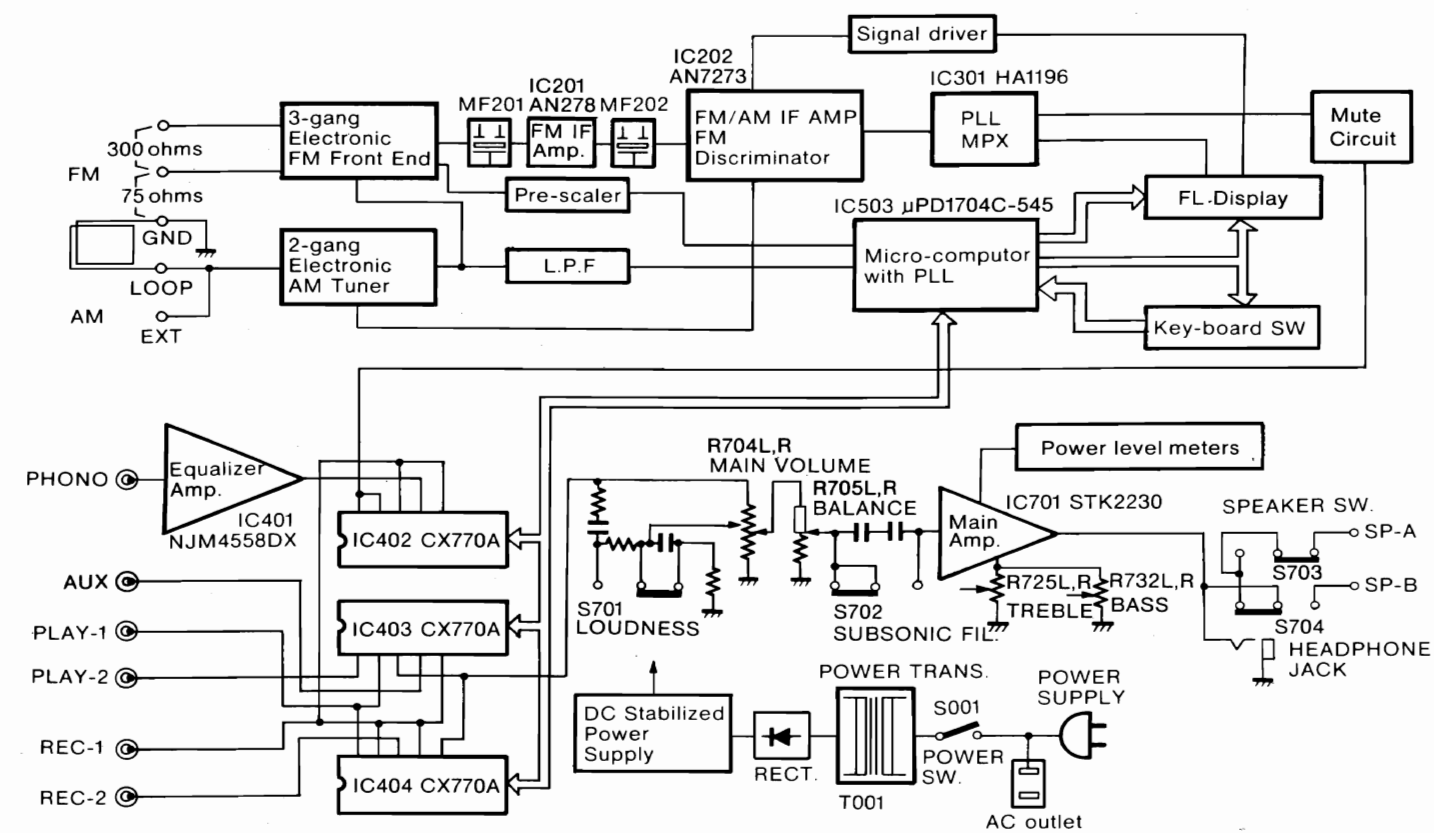 Signal driver
IC202
AN7273
IC201
AN278
MF201
MF202
IC301 HA1196
3-gang
Electronic
FM Front End
FM IF
Amp.
FM/AM IF AMP
FM
Discriminator
PLL
MPX
Mute
Circuit
300 ohms
FM
75 ohms
GND
Pre-scaler
IC503 μPD1704C-545
FL.Display
2-gang
Electronic
AM Tuner
L.P.F
Micro-computor
with PLL
LOOP
AM
EXT
Key-board SW
PHONO
Equalizer
Amp.
IC401
NJM4558DX
IC402 CX770A
R704L,R
MAIN VOLUME
R705L,R
BALANCE
Power level meters
IC701 STK2230
Main
Amp.
SPEAKER SW.
SP-A
S703
SP-B
S704
HEADPHONE
JACK
AUX
PLAY-1
PLAY-2
IC403 CX770A
S701
LOUDNESS
S702
SUBSONIC FIL.
R725L,R
TREBLE
R732L,R
BASS
REC-1
REC-2
IC404 CX770A
DC Stabilized
Power
Supply
RECT.
POWER TRANS.
T001
S001
POWER
SW.
POWER
SUPPLY
AC outlet